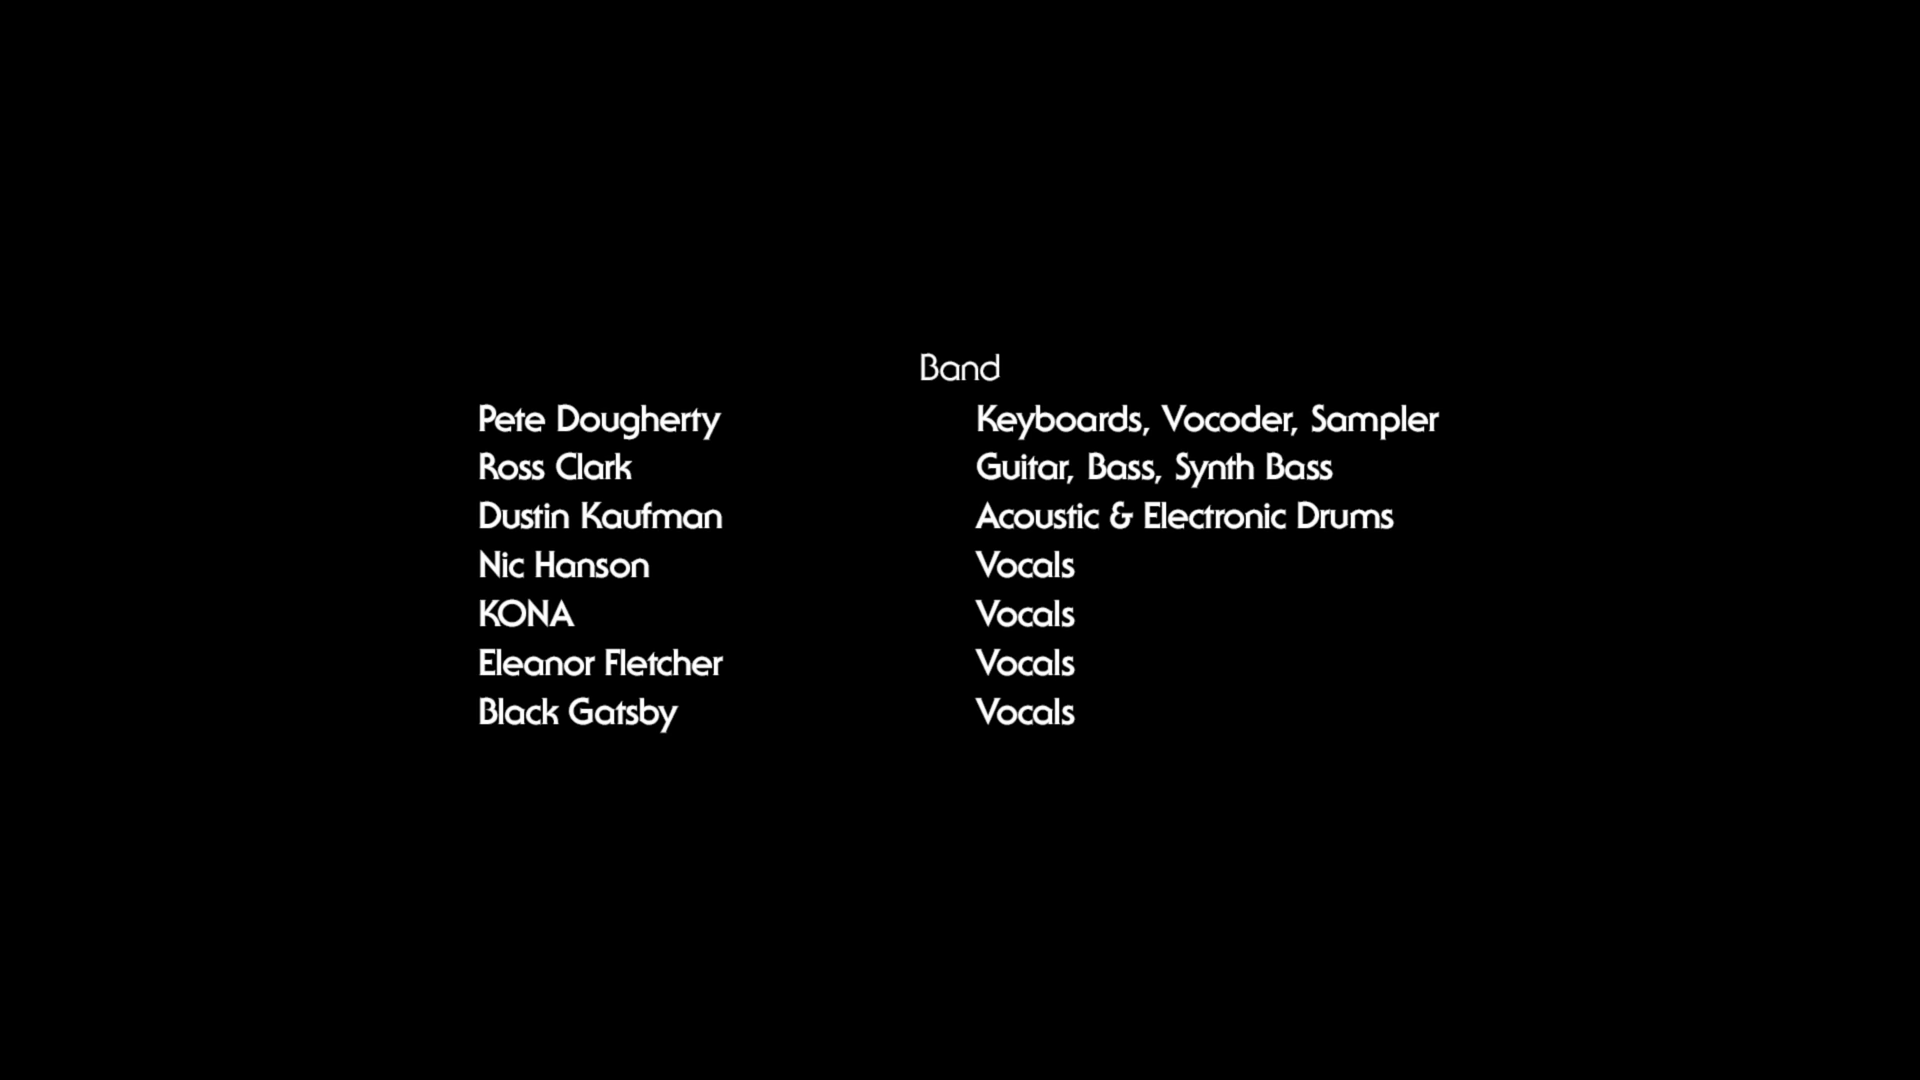 Band
Pete Dougherty Keyboards, Vocoder, Sampler
Ross Clark Guitar, Bass, Synth Bass
Dustin Kaufman Acoustic & Electronic Drums
Nic Hanson Vocals
KONA Vocals
Eleanor Fletcher Vocals
Black Gatsby Vocals